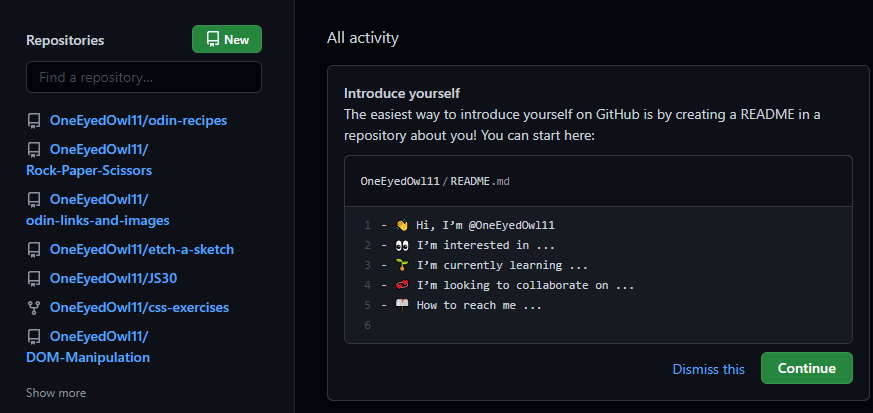 Repositories
New
Find a repository...
OneEyedOwl11/odin-recipes
OneEyedOwl11/
Rock-Paper-Scissors
OneEyedOwl11/
odin-links-and-images
OneEyedOwl11/etch-a-sketch
OneEyedOwl11/JS30
OneEyedOwl11/css-exercises
OneEyedOwl11/
DOM-Manipulation
Show more
All activity
Introduce yourself
The easiest way to introduce yourself on GitHub is by creating a README in a
repository about you! You can start here:
OneEyedOwl11/README.md
1 - 👋 Hi, I’m @OneEyedOwl11
2 - 👀 I’m interested in ...
3 - 🌱 I’m currently learning ...
4 - 💞️ I’m looking to collaborate on ...
5 - 📫 How to reach me ...
6
Dismiss this
Continue